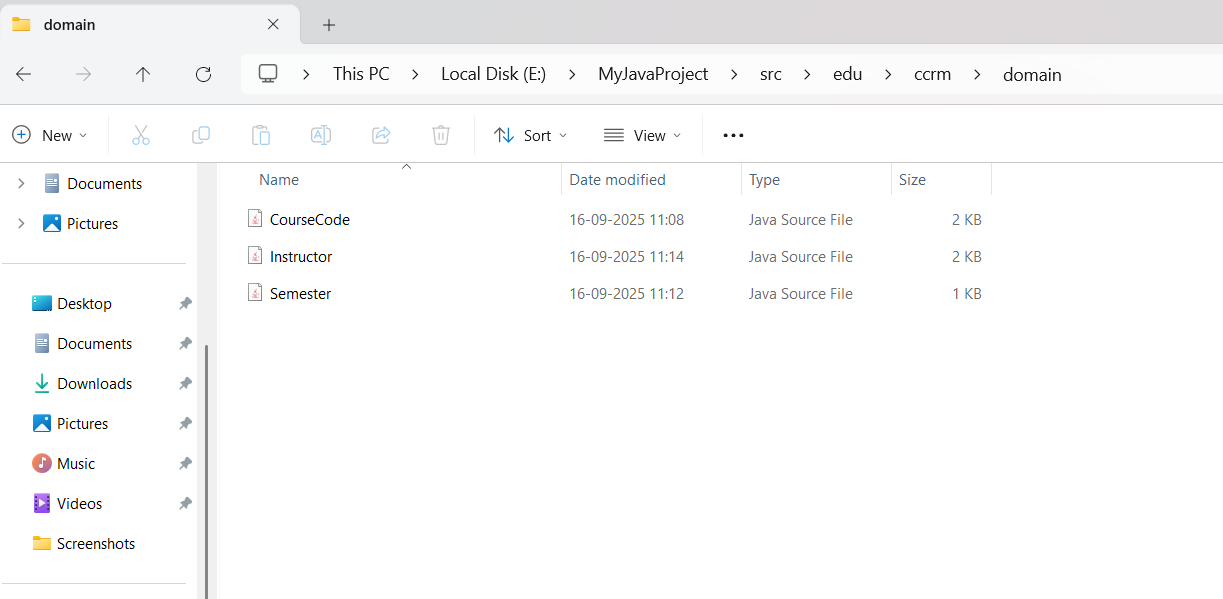 domain
This PC > Local Disk (E:) > MyJavaProject > src > edu > ccrm > domain
New Sort View
Documents
Pictures
Desktop
Documents
Downloads
Pictures
Music
Videos
Screenshots
Name Date modified Type Size
CourseCode 16-09-2025 11:08 Java Source File 2 KB
Instructor 16-09-2025 11:14 Java Source File 2 KB
Semester 16-09-2025 11:12 Java Source File 1 KB